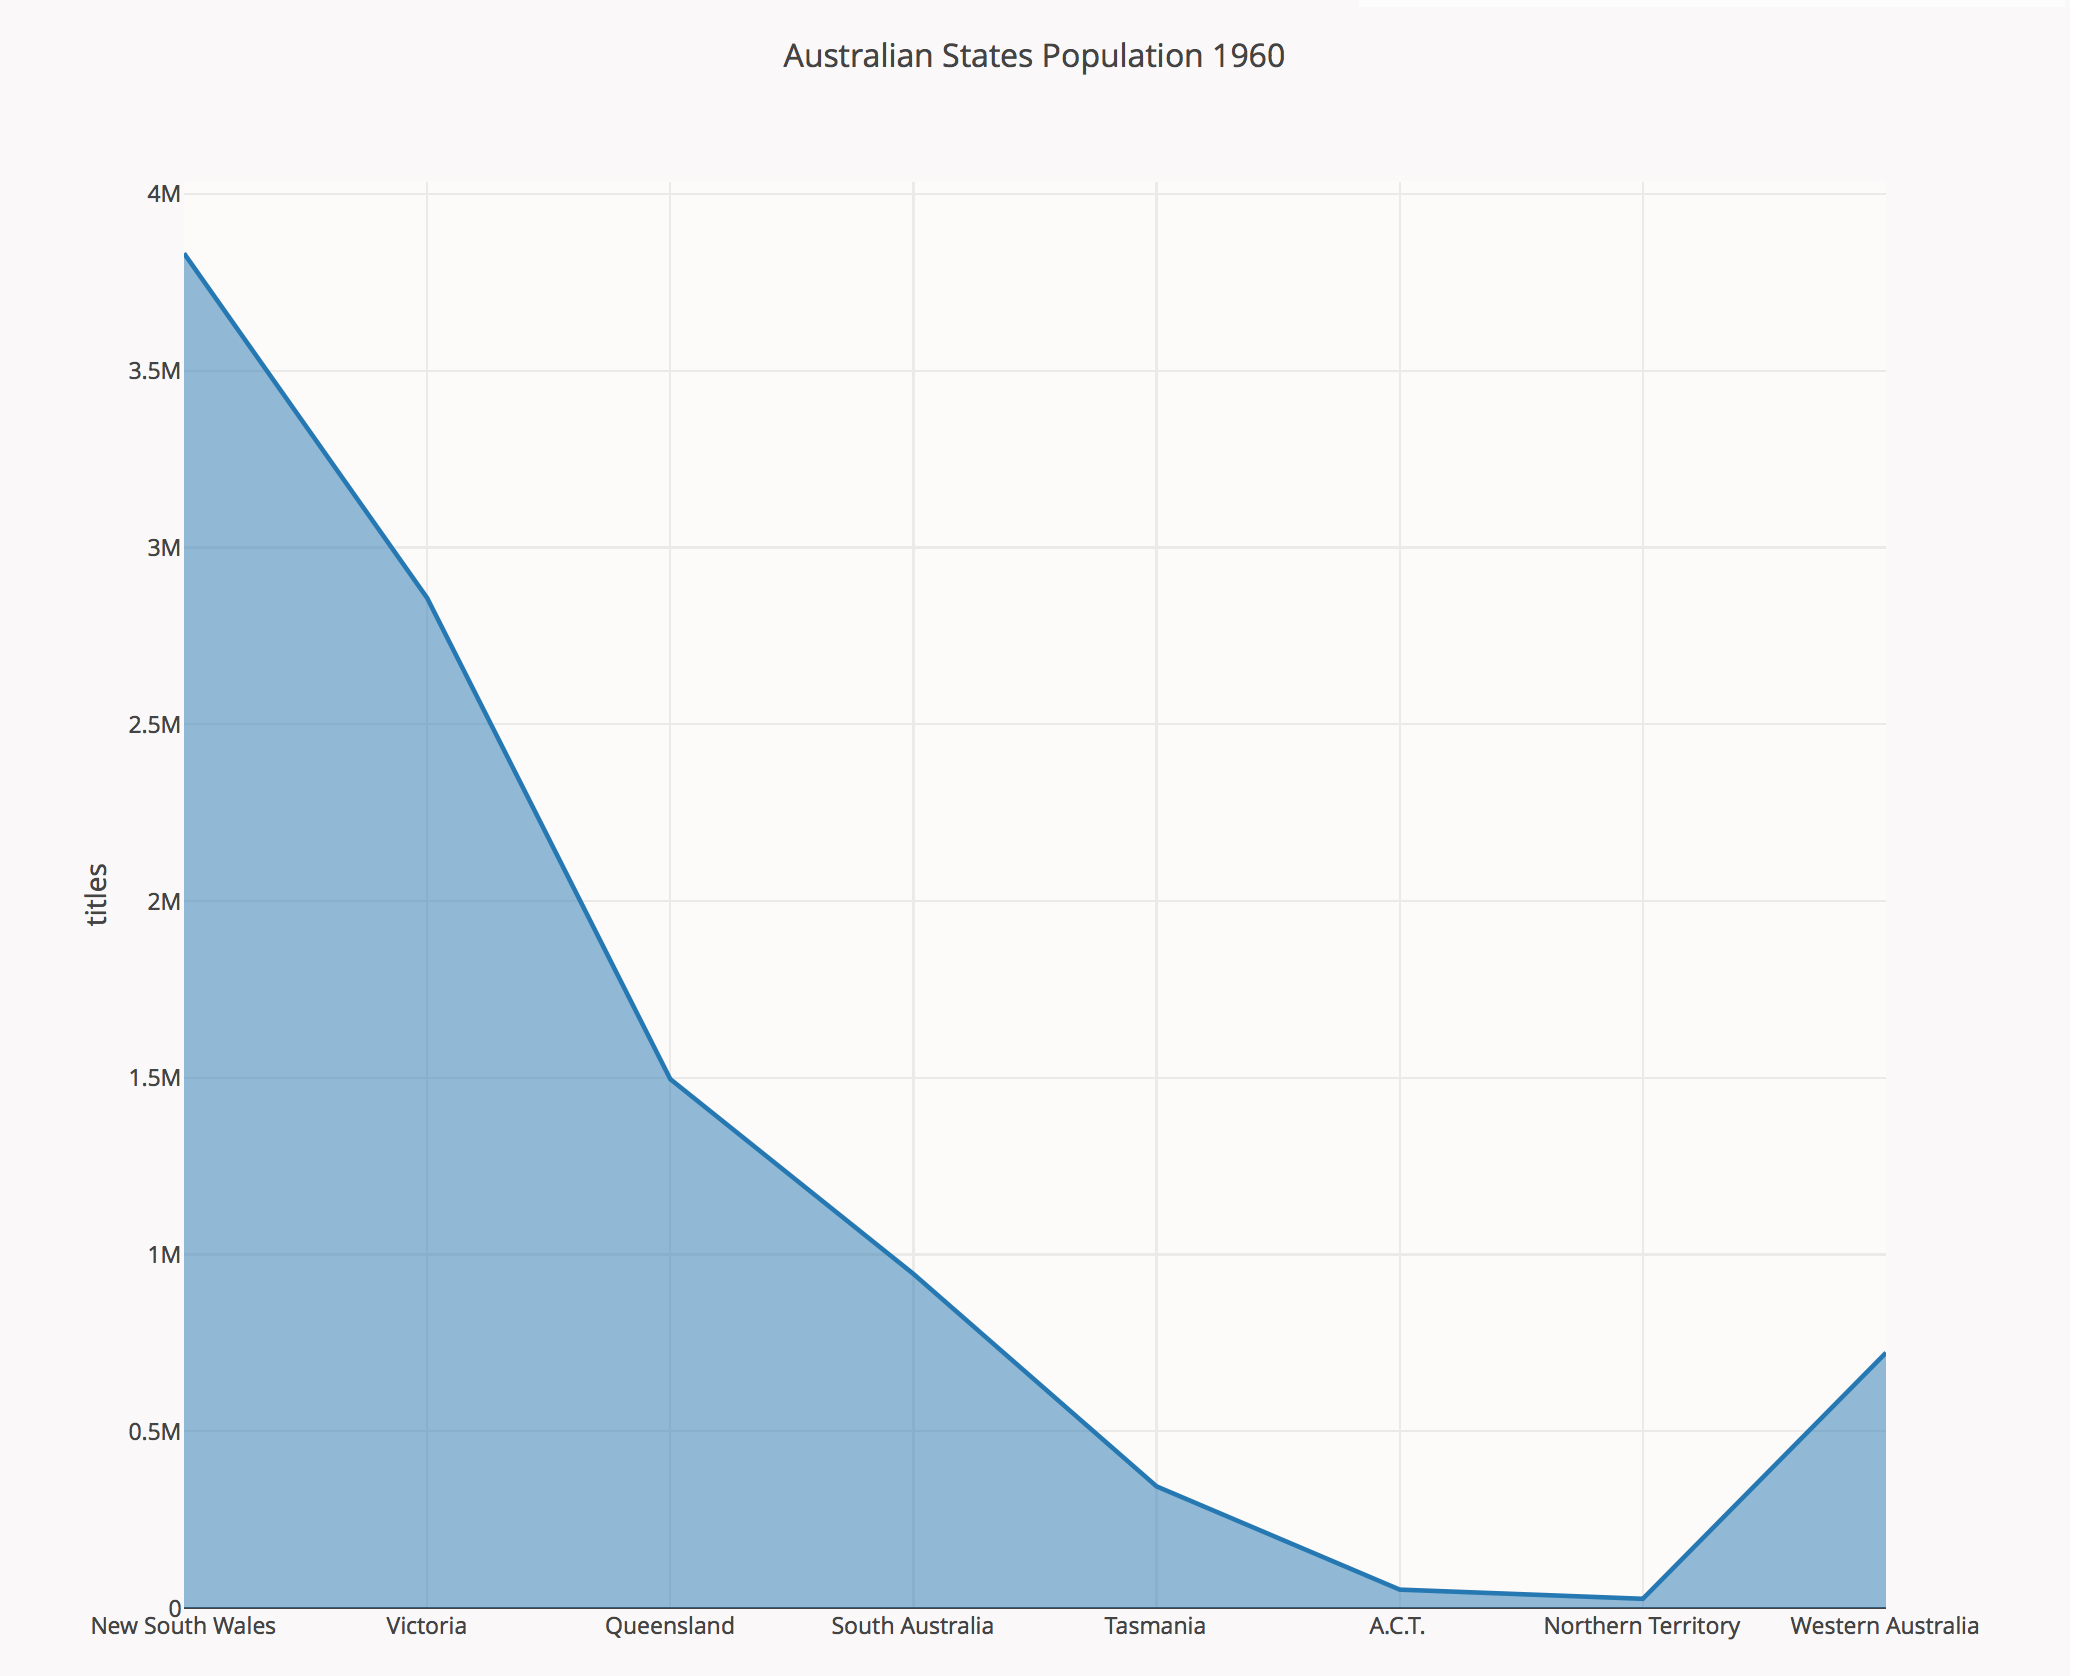 Australian States Population 1960
4M
3.5M
3M
2.5M
2M
1.5M
1M
0.5M
0
titles
New South Wales Victoria Queensland South Australia Tasmania A.C.T. Northern Territory Western Australia